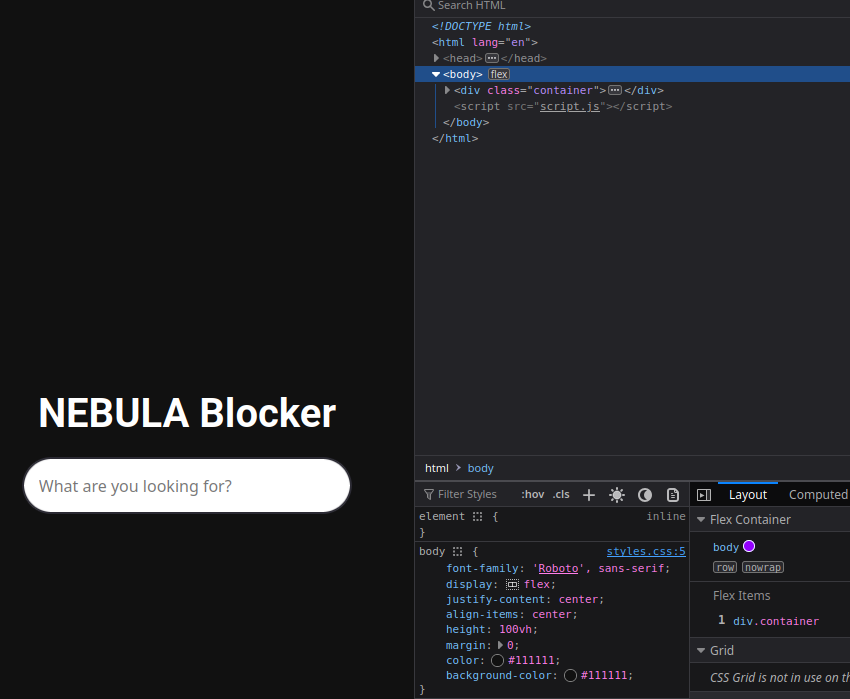 Search HTML
<!DOCTYPE html>
<html lang="en">
<head> ••• </head>
<body> flex
<div class="container"> ••• </div>
<script src="script.js"></script>
</body>
</html>
NEBULA Blocker
What are you looking for?
html > body
Filter Styles :hov .cls +
element { inline
}
body { styles.css:5
font-family: 'Roboto', sans-serif;
display: flex;
justify-content: center;
align-items: center;
height: 100vh;
margin: 0;
color: #111111;
background-color: #111111;
}
Layout Computed
Flex Container
body
row nowrap
Flex Items
1 div.container
Grid
CSS Grid is not in use on